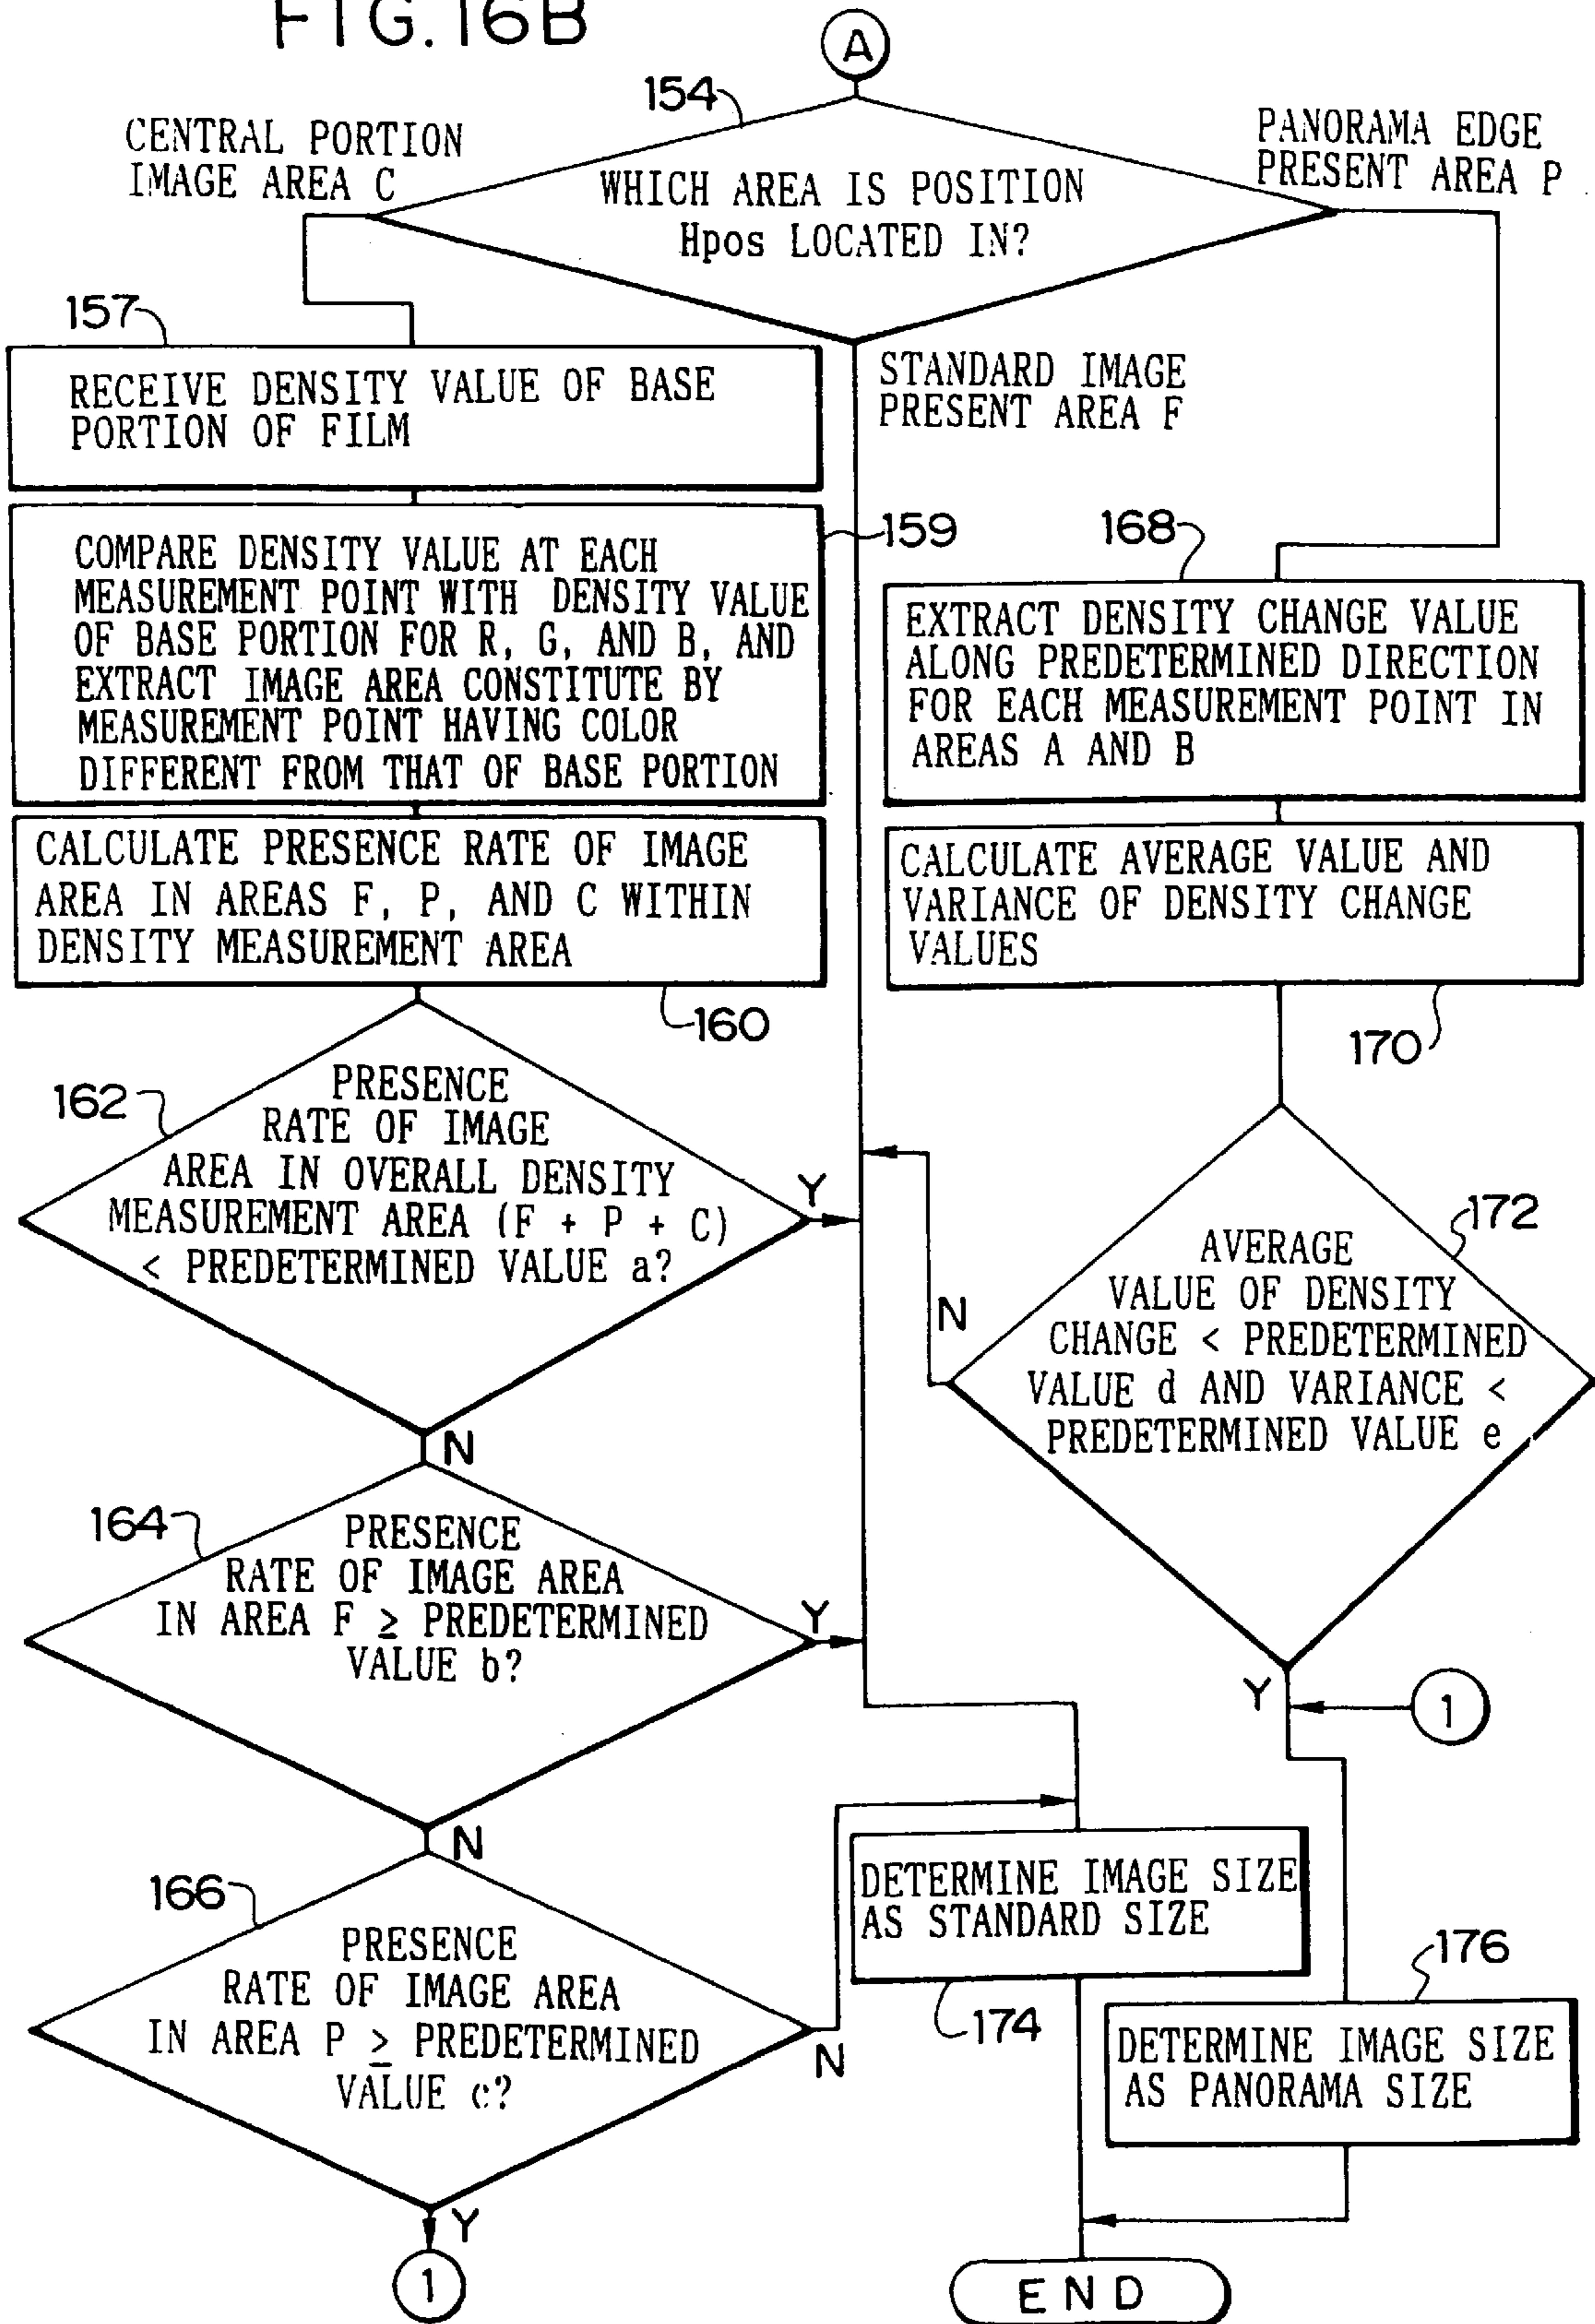 FIG. 16B
A
154
CENTRAL PORTION
IMAGE AREA C
PANORAMA EDGE
PRESENT AREA P
WHICH AREA IS POSITION
Hpos LOCATED IN?
157
RECEIVE DENSITY VALUE OF BASE
PORTION OF FILM
STANDARD IMAGE
PRESENT AREA F
159
COMPARE DENSITY VALUE AT EACH
MEASUREMENT POINT WITH DENSITY VALUE
OF BASE PORTION FOR R, G, AND B, AND
EXTRACT IMAGE AREA CONSTITUTE BY
MEASUREMENT POINT HAVING COLOR
DIFFERENT FROM THAT OF BASE PORTION
168
EXTRACT DENSITY CHANGE VALUE
ALONG PREDETERMINED DIRECTION
FOR EACH MEASUREMENT POINT IN
AREAS A AND B
CALCULATE PRESENCE RATE OF IMAGE
AREA IN AREAS F, P, AND C WITHIN
DENSITY MEASUREMENT AREA
160
CALCULATE AVERAGE VALUE AND
VARIANCE OF DENSITY CHANGE
VALUES
170
162
PRESENCE
RATE OF IMAGE
AREA IN OVERALL DENSITY
MEASUREMENT AREA (F + P + C)
< PREDETERMINED VALUE a?
Y
N
172
AVERAGE
VALUE OF DENSITY
CHANGE < PREDETERMINED
VALUE d AND VARIANCE <
PREDETERMINED VALUE e
N
Y
1
164
PRESENCE
RATE OF IMAGE AREA
IN AREA F ≥ PREDETERMINED
VALUE b?
Y
N
166
PRESENCE
RATE OF IMAGE AREA
IN AREA P ≥ PREDETERMINED
VALUE c?
N
Y
1
DETERMINE IMAGE SIZE
AS STANDARD SIZE
174
176
DETERMINE IMAGE SIZE
AS PANORAMA SIZE
END